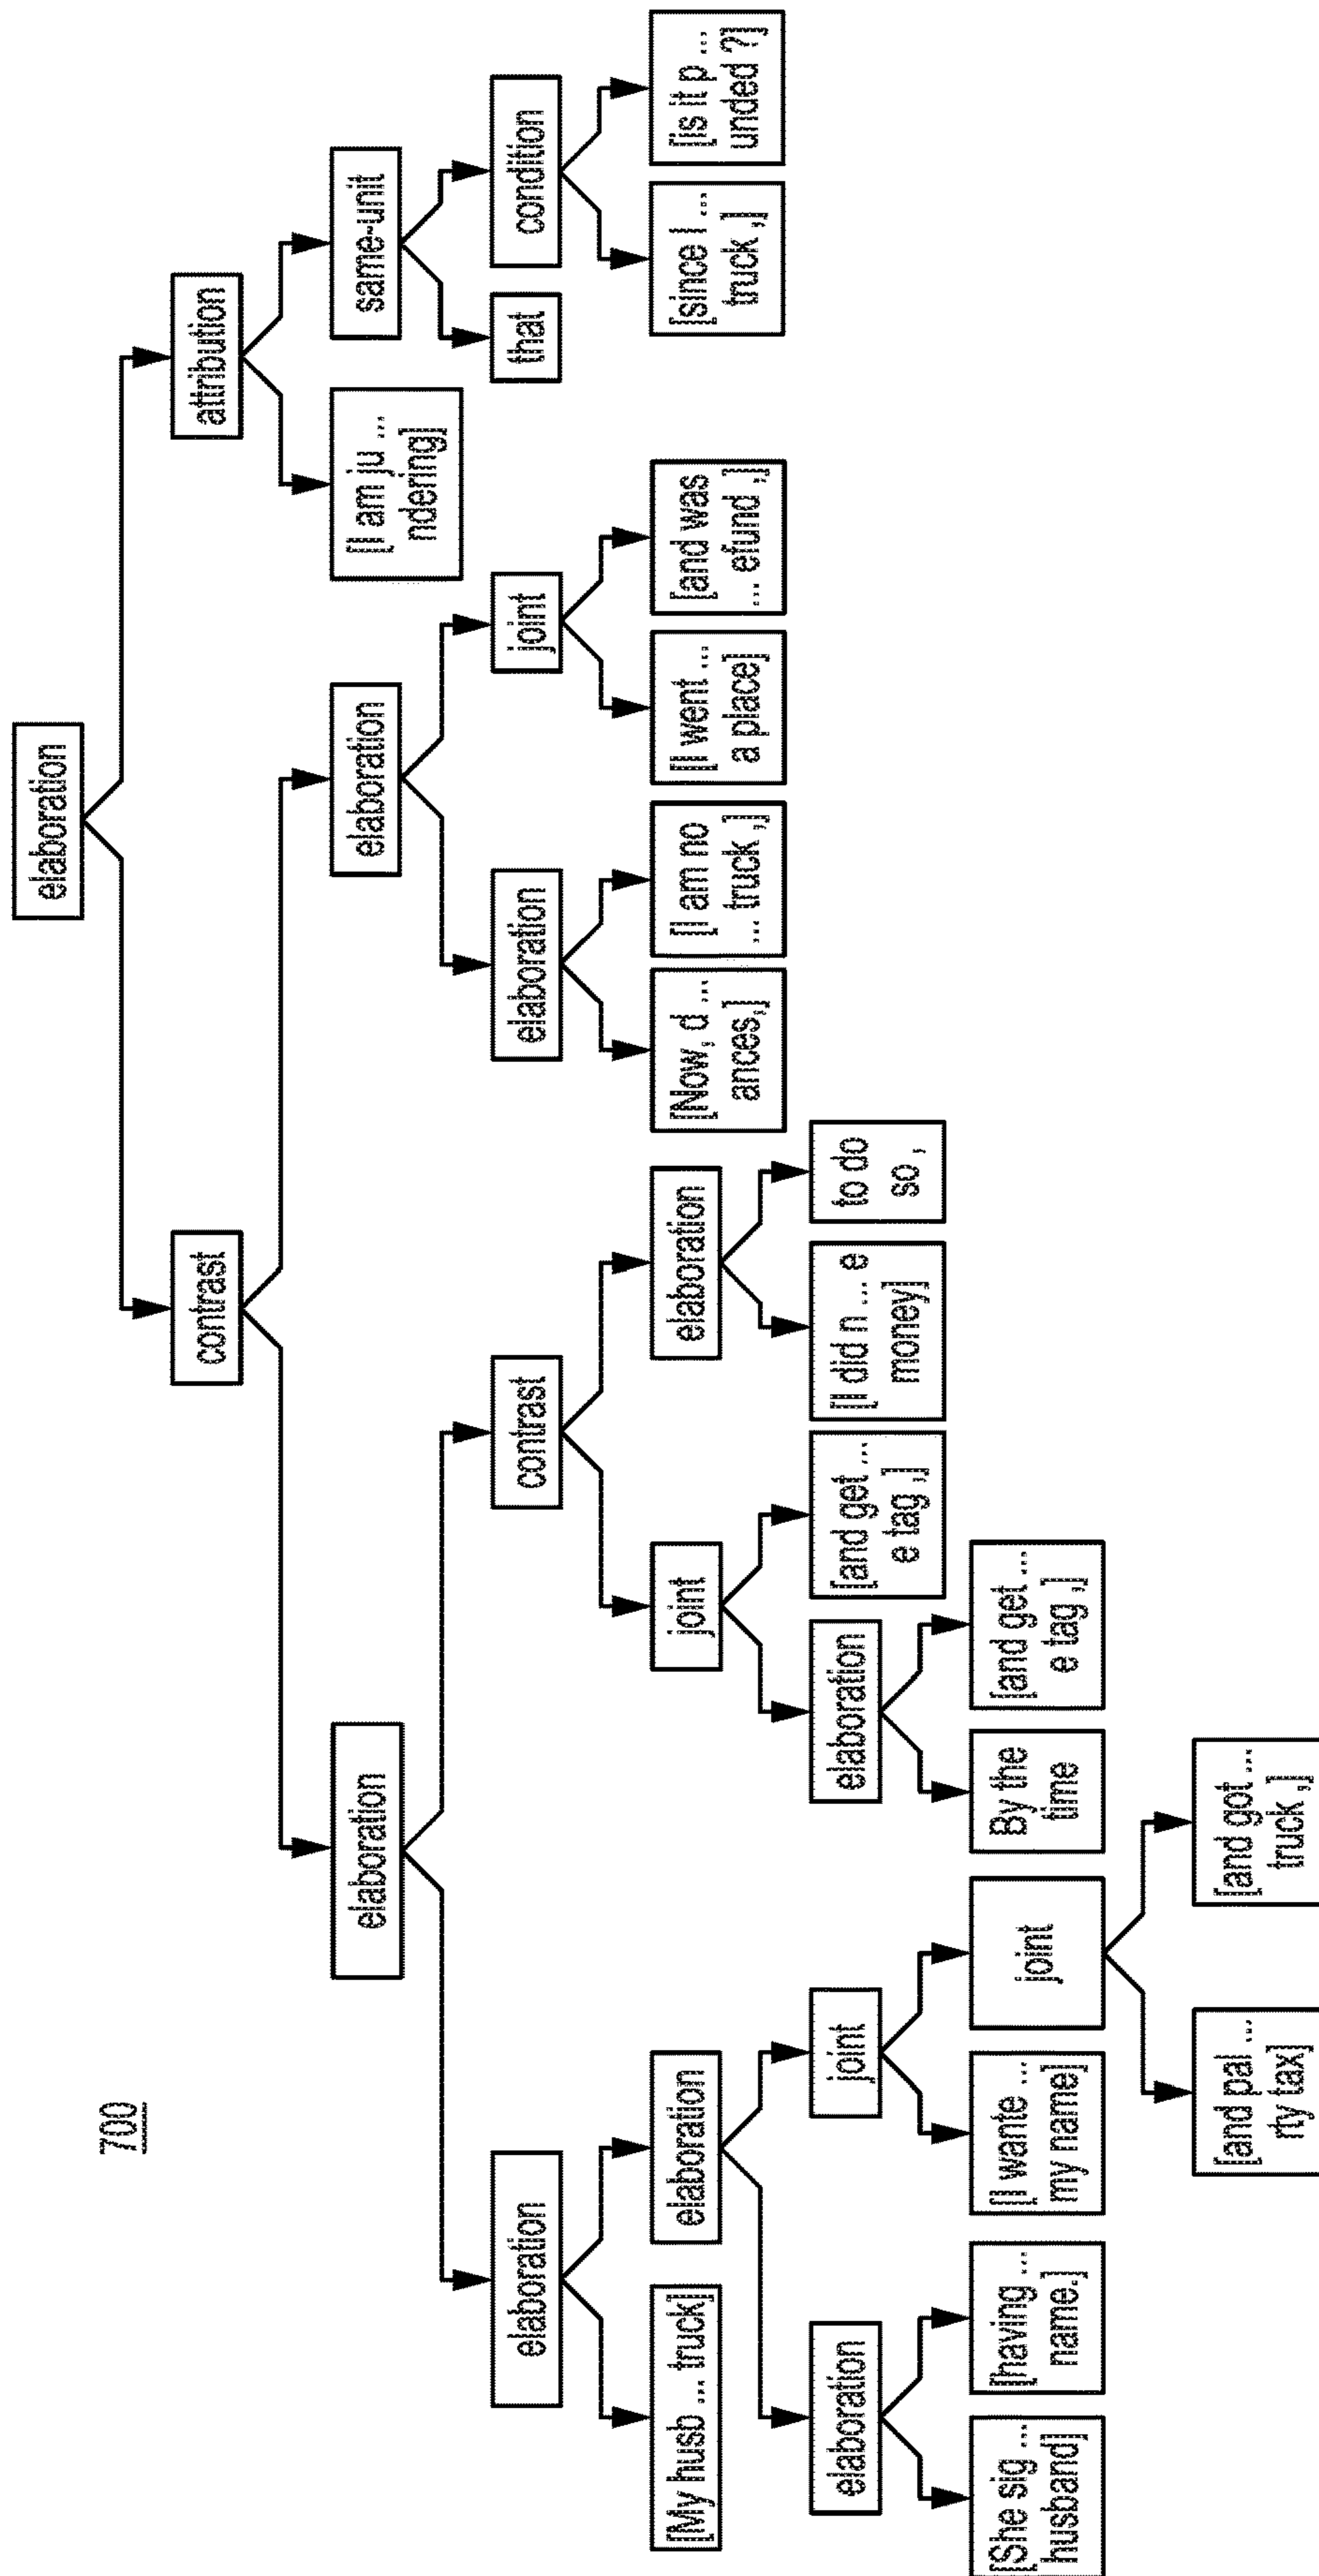 700
elaboration
contrast
attribution
elaboration
elaboration
[I am ju ...
ndering]
same-unit
elaboration
contrast
elaboration
joint
that
condition
[My husb ... truck]
elaboration
joint
elaboration
[Now, d ...
ances,]
[I am no
... truck ,]
[I went ...
a place]
[and was
... efund ,]
[since I ...
truck ,]
[is it p ...
unded ?]
elaboration
joint
elaboration
[and get ...
e tag ,]
[I did n ... e
money]
to do
so ,
[She sig ...
husband]
[having ...
name.]
[I wante ...
my name]
joint
By the
time
[and get ...
e tag ,]
[and pal ...
rty tax]
[and got ...
truck ,]